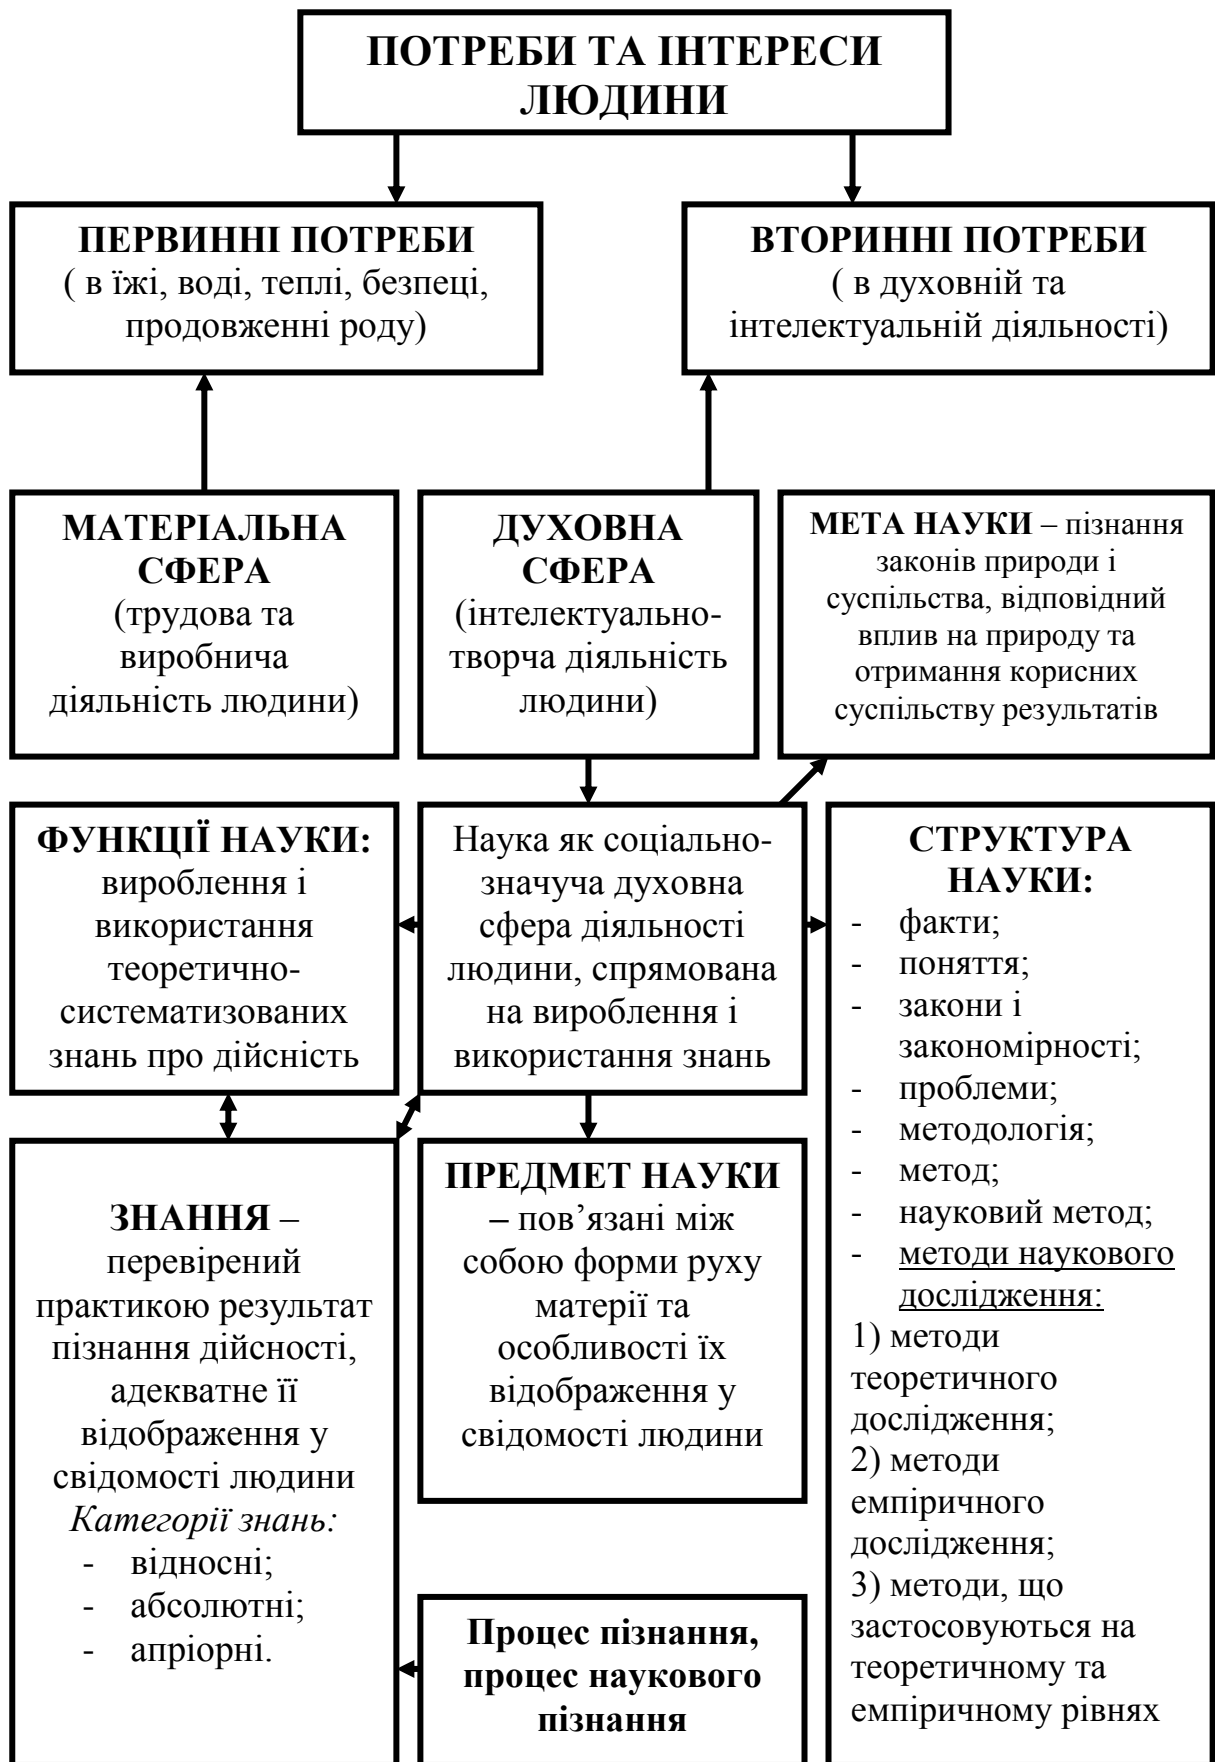 ПОТРЕБИ ТА ІНТЕРЕСИ
ЛЮДИНИ
ПЕРВИННІ ПОТРЕБИ
( в їжі, воді, теплі, безпеці,
продовженні роду)
ВТОРИННІ ПОТРЕБИ
( в духовній та
інтелектуальній діяльності)
МАТЕРІАЛЬНА
СФЕРА
(трудова та
виробнича
діяльність людини)
ДУХОВНА
СФЕРА
(інтелектуально-
творча діяльність
людини)
МЕТА НАУКИ – пізнання
законів природи і
суспільства, відповідний
вплив на природу та
отримання корисних
суспільству результатів
ФУНКЦІЇ НАУКИ:
вироблення і
використання
теоретично-
систематизованих
знань про дійсність
Наука як соціально-
значуча духовна
сфера діяльності
людини, спрямована
на вироблення і
використання знань
СТРУКТУРА
НАУКИ:
- факти;
- поняття;
- закони і
закономірності;
- проблеми;
- методологія;
- метод;
- науковий метод;
- методи наукового
дослідження:
1) методи
теоретичного
дослідження;
2) методи
емпіричного
дослідження;
3) методи, що
застосовуються на
теоретичному та
емпіричному рівнях
ЗНАННЯ –
перевірений
практикою результат
пізнання дійсності,
адекватне її
відображення у
свідомості людини
Категорії знань:
- відносні;
- абсолютні;
- апріорні.
ПРЕДМЕТ НАУКИ
– пов’язані між
собою форми руху
матерії та
особливості їх
відображення у
свідомості людини
Процес пізнання,
процес наукового
пізнання